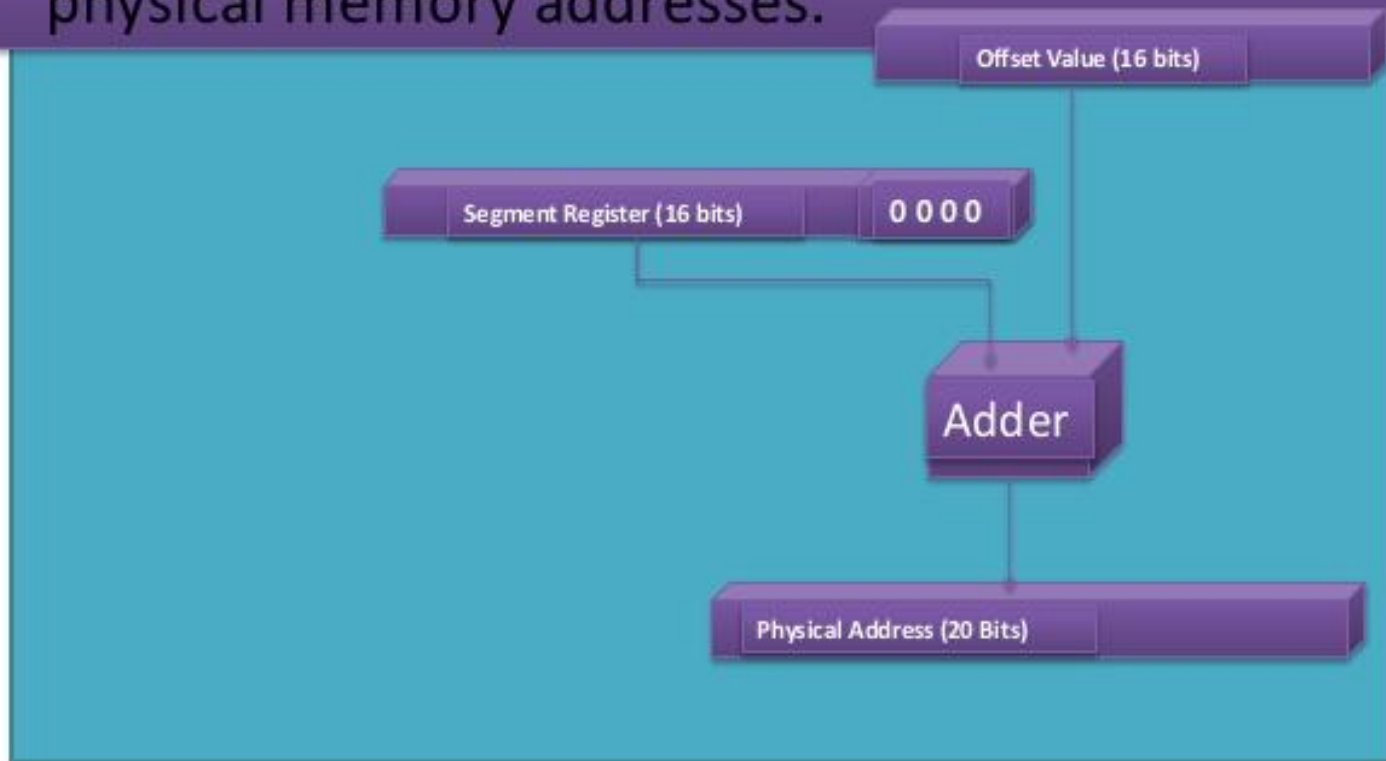 physical memory addresses.
Offset Value (16 bits)
Segment Register (16 bits)
0 0 0 0
Adder
Physical Address (20 Bits)